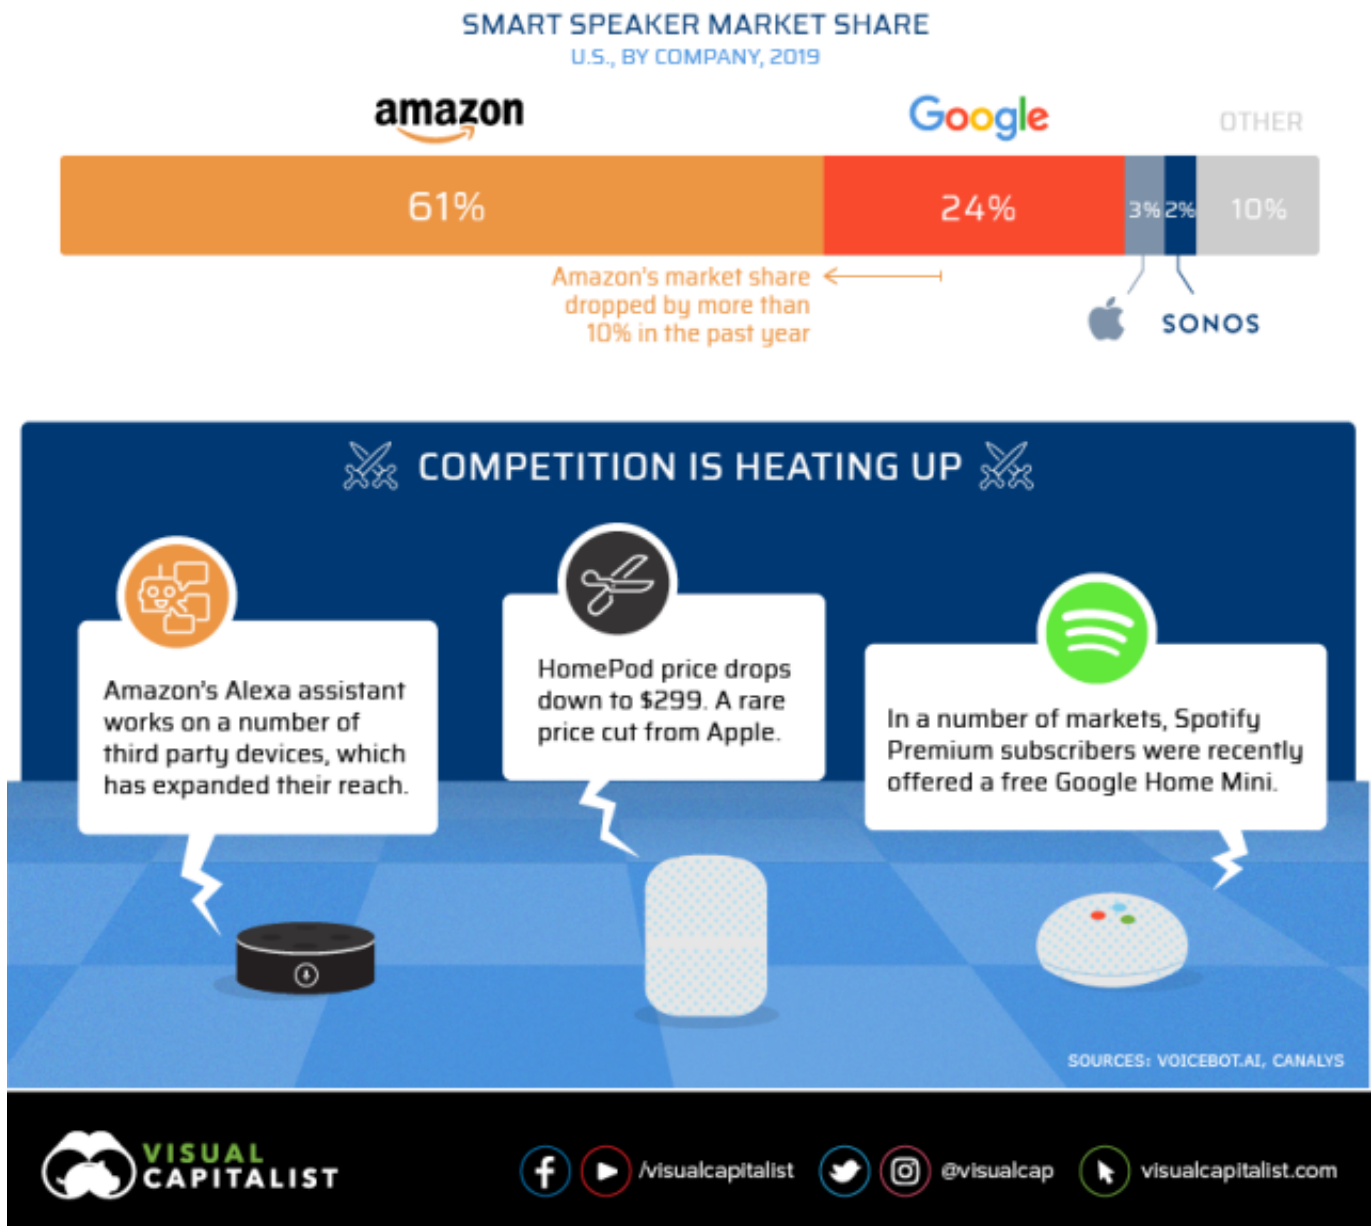 SMART SPEAKER MARKET SHARE
U.S., BY COMPANY, 2019
amazon
Google
OTHER
61%
24%
3%
2%
10%
Amazon's market share
dropped by more than
10% in the past year
SONOS
COMPETITION IS HEATING UP
Amazon's Alexa assistant
works on a number of
third party devices, which
has expanded their reach.
HomePod price drops
down to $299. A rare
price cut from Apple.
In a number of markets, Spotify
Premium subscribers were recently
offered a free Google Home Mini.
SOURCES: VOICEBOT.AI, CANALYS
VISUAL
CAPITALIST
/visualcapitalist
@visualcap
visualcapitalist.com